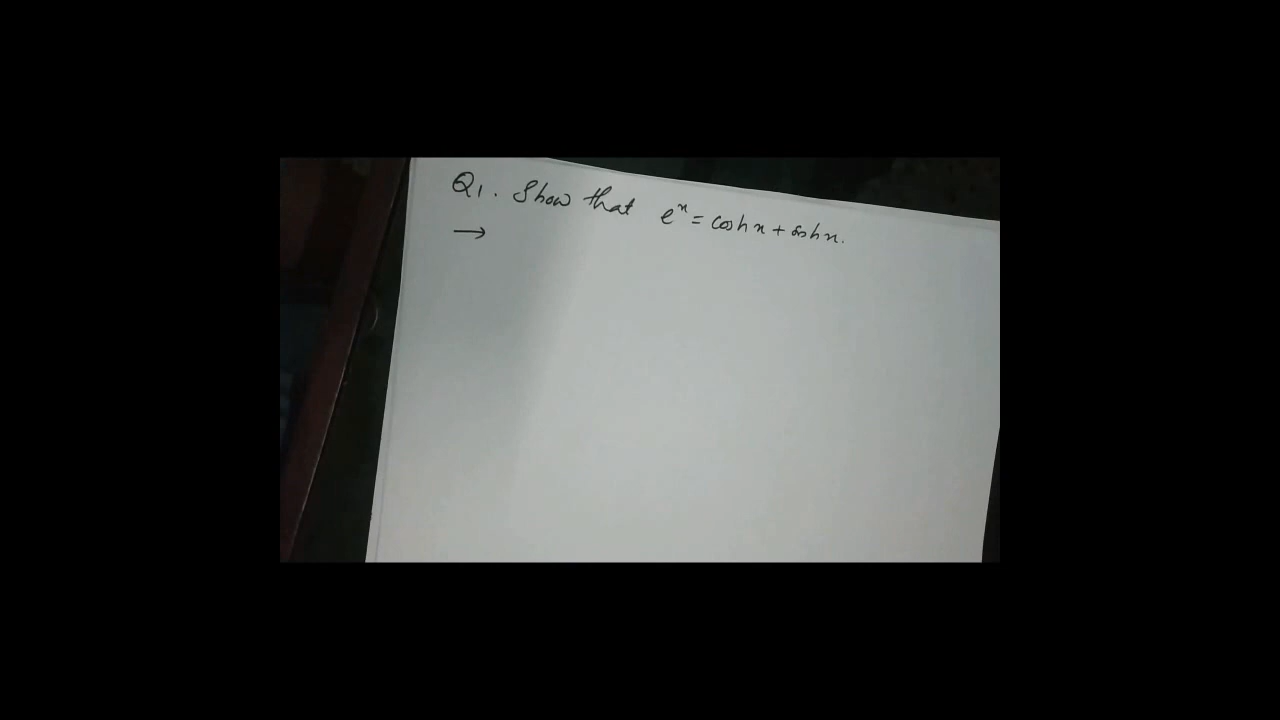 Q1. Show that e^x = cosh x + sinh x.
→